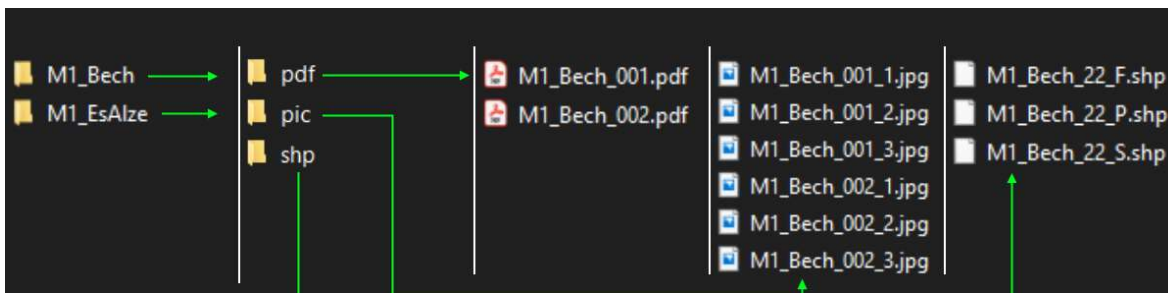 M1_Bech
M1_EsAlze
pdf
pic
shp
M1_Bech_001.pdf
M1_Bech_002.pdf
M1_Bech_001_1.jpg
M1_Bech_001_2.jpg
M1_Bech_001_3.jpg
M1_Bech_002_1.jpg
M1_Bech_002_2.jpg
M1_Bech_002_3.jpg
M1_Bech_22_F.shp
M1_Bech_22_P.shp
M1_Bech_22_S.shp